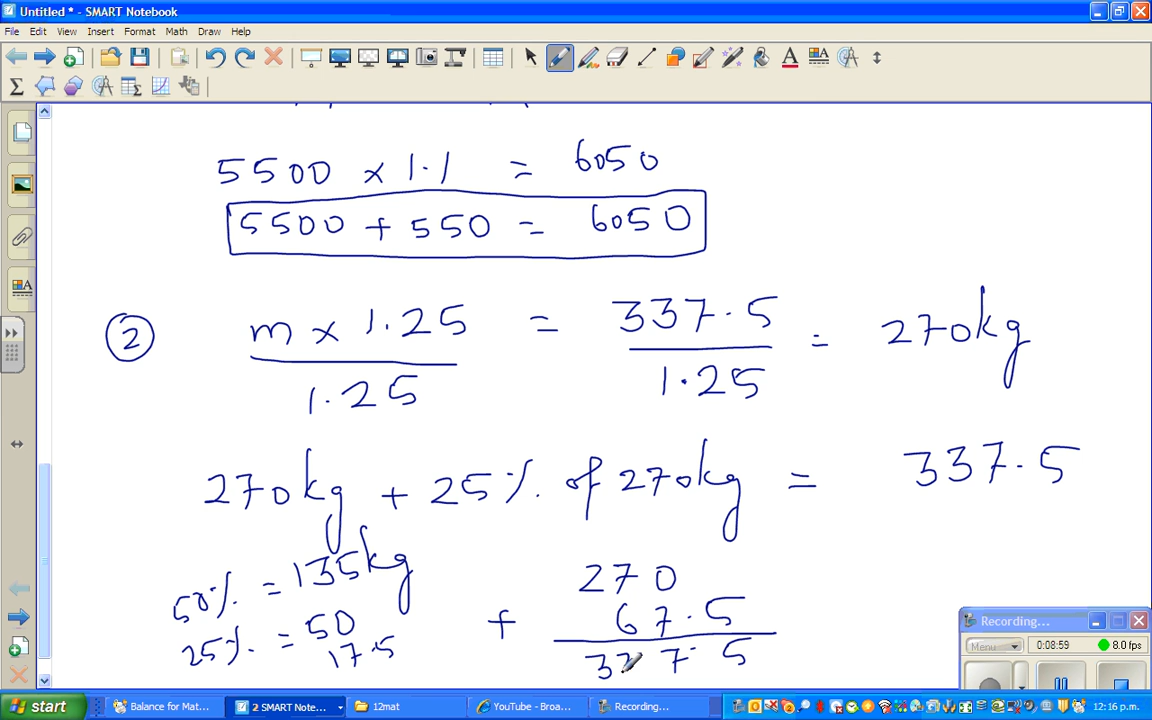 Untitled * - SMART Notebook
File Edit View Insert Format Math Draw Help
5500 × 1.1 = 6050
5500 + 550 = 6050
② m × 1.25 = 337.5 = 270kg
1.25 1.25
270kg + 25% of 270kg = 337.5
50% = 135kg
25% = 50
17.5
270
+ 67.5
337.5
Recording...
Menu
0:08:59
8.0 fps
start
Balance for Mat...
2 SMART Note...
12mat
YouTube - Broa...
Recording...
12:16 p.m.